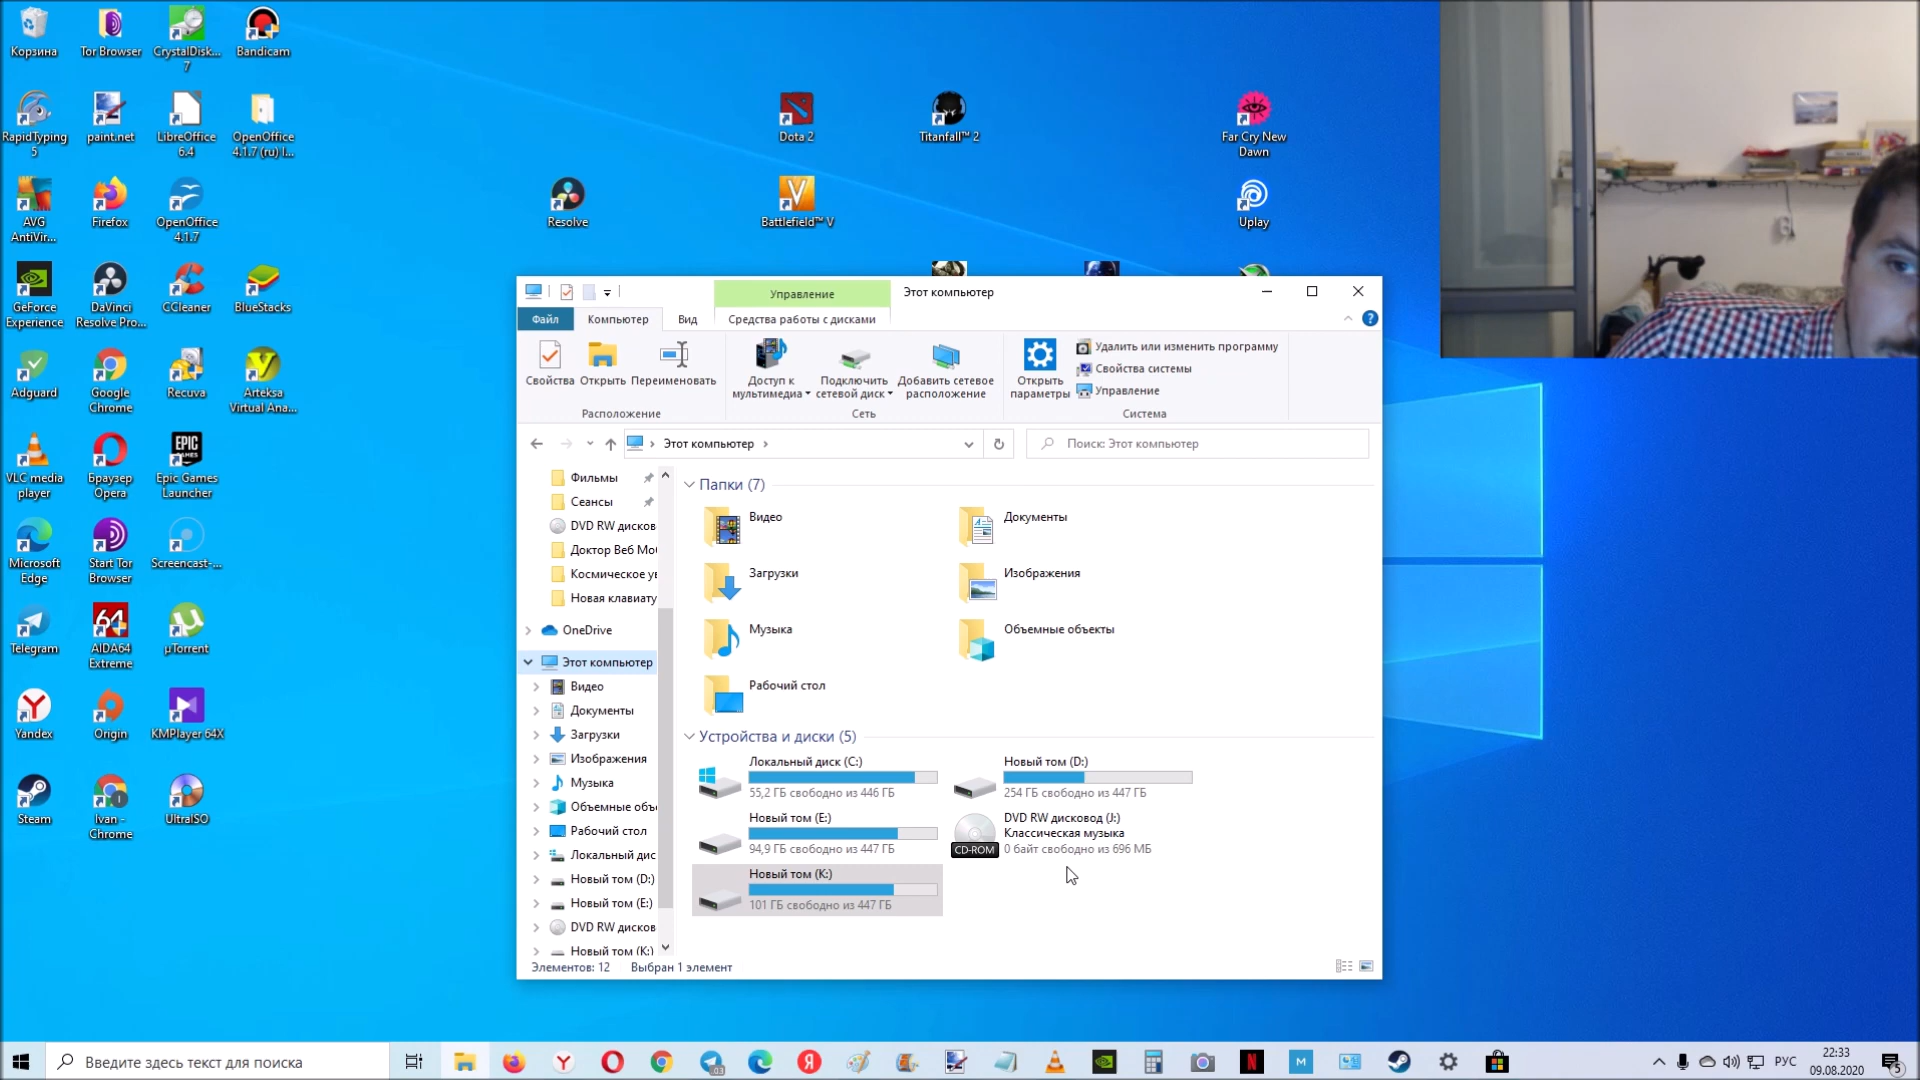 Корзина
Tor Browser
CrystalDisk...
7
Bandicam
RapidTyping
5
paint.net
LibreOffice
6.4
OpenOffice
4.1.7 (ru) I...
Dota 2
Titanfall™ 2
Far Cry New
Dawn
AVG
AntiVir...
Firefox
OpenOffice
4.1.7
Resolve
Battlefield™ V
Uplay
GeForce
Experience
DaVinci
Resolve Pro...
CCleaner
BlueStacks
Adguard
Google
Chrome
Recuva
Arteksa
Virtual Ana...
VLC media
player
Браузер
Opera
EPIC
GAMES
Epic Games
Launcher
Microsoft
Edge
Start Tor
Browser
Screencast-...
Telegram
64
AIDA64
Extreme
µTorrent
Yandex
Origin
KMPlayer 64X
Steam
Ivan -
Chrome
UltraISO
Управление
Этот компьютер
Файл
Компьютер
Вид
Средства работы с дисками
Свойства
Открыть
Переименовать
Доступ к
мультимедиа
Подключить
сетевой диск
Добавить сетевое
расположение
Открыть
параметры
Удалить или изменить программу
Свойства системы
Управление
Расположение
Сеть
Система
Этот компьютер
Поиск: Этот компьютер
Фильмы
Сеансы
DVD RW дисков
Доктор Веб Моб
Космическое ув
Новая клавиату
OneDrive
Этот компьютер
Видео
Документы
Загрузки
Изображения
Музыка
Объемные объе
Рабочий стол
Локальный дис
Новый том (D:)
Новый том (E:)
DVD RW дисков
Новый том (K:)
Папки (7)
Видео
Документы
Загрузки
Изображения
Музыка
Объемные объекты
Рабочий стол
Устройства и диски (5)
Локальный диск (C:)
55,2 ГБ свободно из 446 ГБ
Новый том (D:)
254 ГБ свободно из 447 ГБ
Новый том (E:)
94,9 ГБ свободно из 447 ГБ
DVD RW дисковод (J:)
Классическая музыка
CD-ROM
0 байт свободно из 696 МБ
Новый том (K:)
101 ГБ свободно из 447 ГБ
Элементов: 12
Выбран 1 элемент
Введите здесь текст для поиска
РУС
22:33
09.08.2020
5